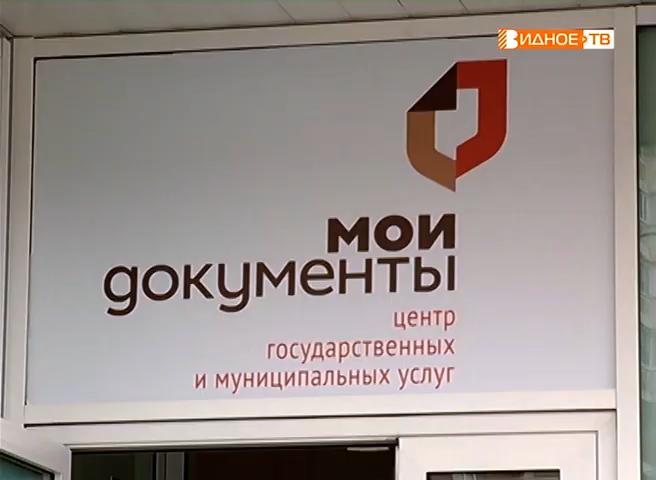 ВИДНОЕ ТВ
мои
документы
центр
государственных
и муниципальных услуг